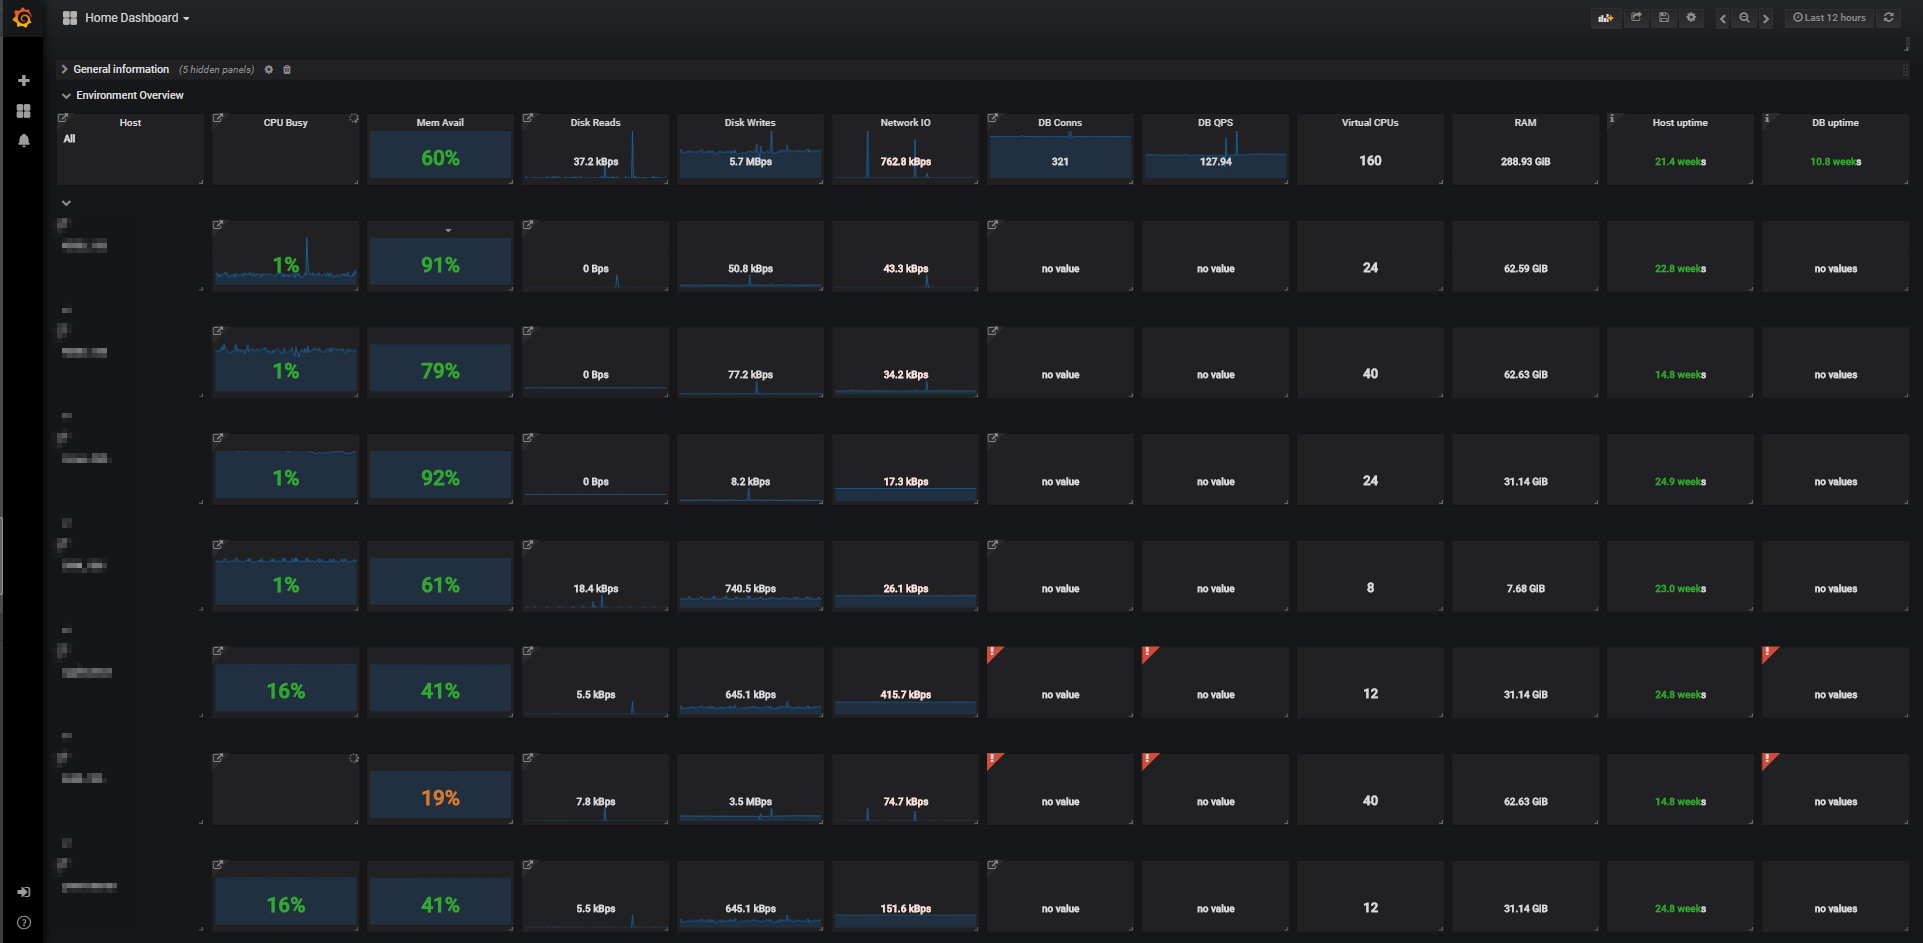 Home Dashboard
Last 12 hours
General information (5 hidden panels)
Environment Overview
Host CPU Busy Mem Avail Disk Reads Disk Writes Network IO DB Conns DB QPS Virtual CPUs RAM Host uptime DB uptime
All 60% 37.2 kBps 5.7 MBps 762.8 kBps 321 127.94 160 288.93 GiB 21.4 weeks 10.8 weeks
1% 91% 0 Bps 50.8 kBps 43.3 kBps no value no value 24 62.59 GiB 22.8 weeks no values
1% 79% 0 Bps 77.2 kBps 34.2 kBps no value no value 40 62.63 GiB 14.8 weeks no values
1% 92% 0 Bps 8.2 kBps 17.3 kBps no value no value 24 31.14 GiB 24.9 weeks no values
1% 61% 18.4 kBps 740.5 kBps 26.1 kBps no value no value 8 7.68 GiB 23.0 weeks no values
16% 41% 5.5 kBps 645.1 kBps 415.7 kBps no value no value 12 31.14 GiB 24.8 weeks no values
19% 7.8 kBps 3.5 MBps 74.7 kBps no value no value 40 62.63 GiB 14.8 weeks no values
16% 41% 5.5 kBps 645.1 kBps 151.6 kBps no value no value 12 31.14 GiB 24.8 weeks no values